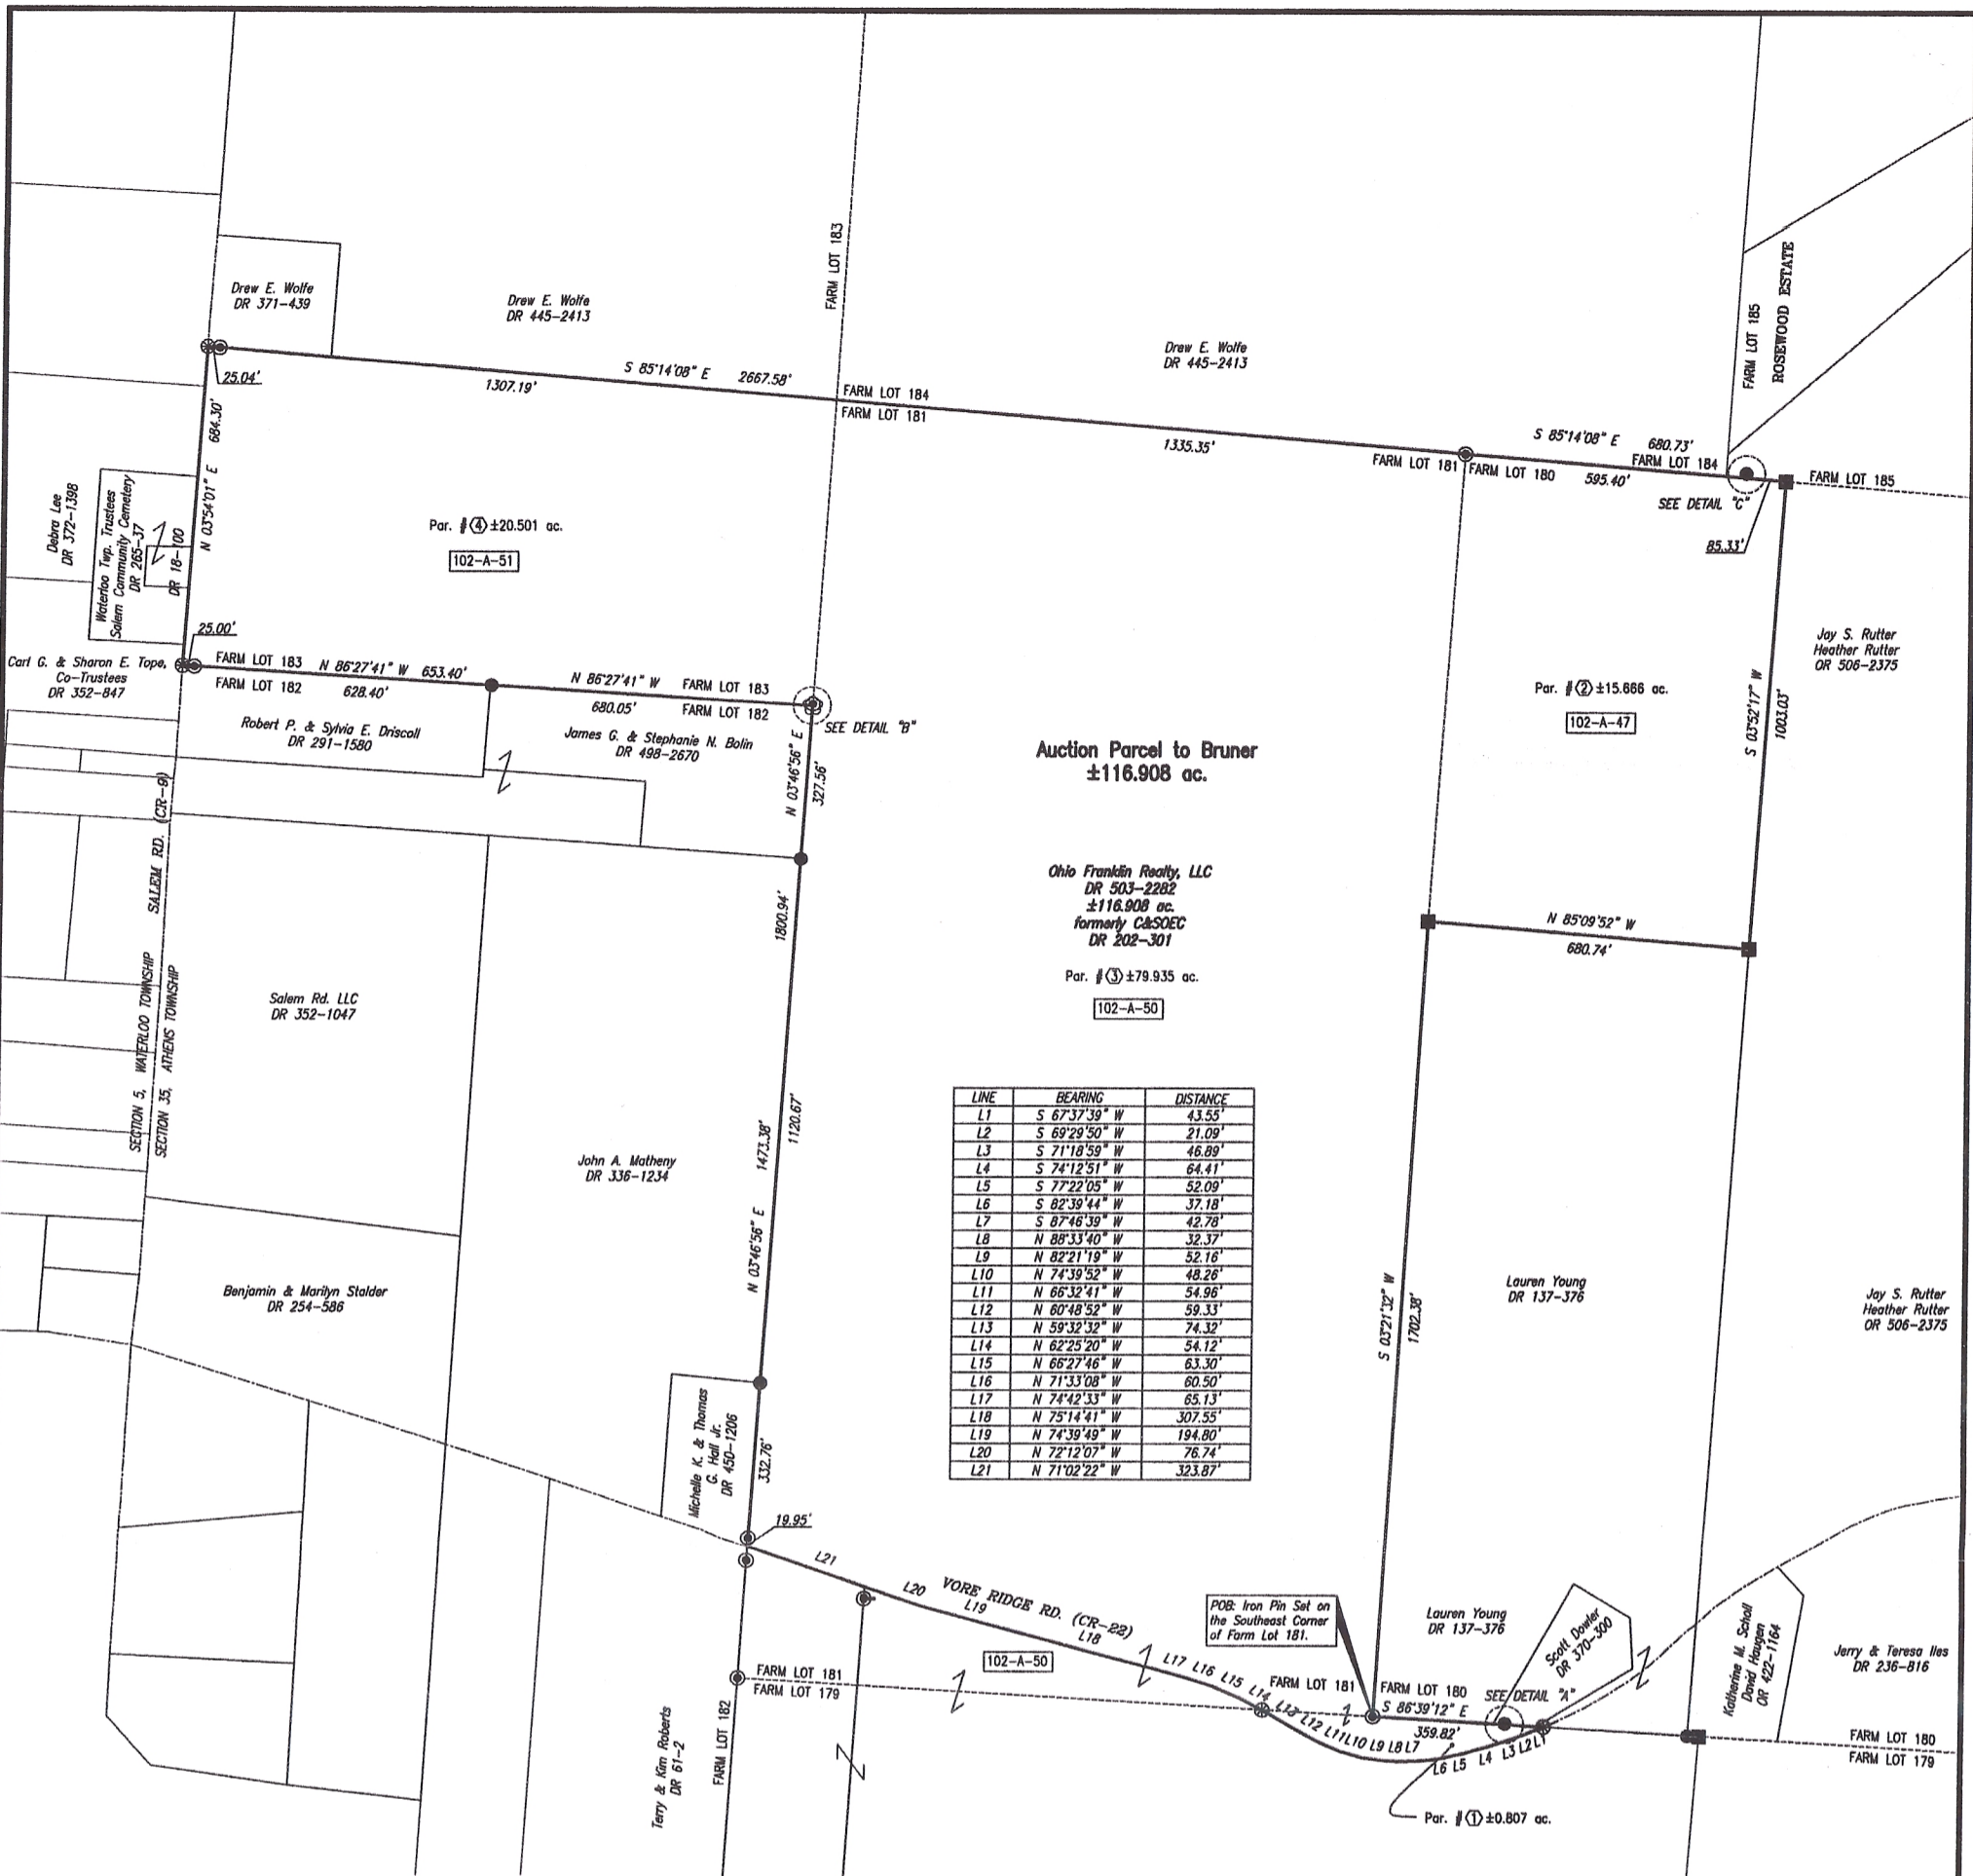 FARM LOT 183
FARM LOT 185
ROSEWOOD ESTATE
Drew E. Wolfe
DR 371-439
Drew E. Wolfe
DR 445-2413
Drew E. Wolfe
DR 445-2413
25.04'
1307.19'
S 85°14'08" E 2667.58'
FARM LOT 184
FARM LOT 181
1335.35'
S 85°14'08" E 680.73'
FARM LOT 181
FARM LOT 180
FARM LOT 184
595.40'
FARM LOT 185
SEE DETAIL "C"
85.33'
N 03°54'01" E 684.30'
Debra Lee
DR 372-1398
Waterloo Twp. Trustees
Salem Community Cemetery
DR 265-37
DR 18-100
Par. #4 ±20.501 ac.
102-A-51
25.00'
Carl G. & Sharon E. Tope,
Co-Trustees
DR 352-847
FARM LOT 183 N 86°27'41" W 653.40'
FARM LOT 182 628.40'
N 86°27'41" W FARM LOT 183
680.05' FARM LOT 182
SEE DETAIL "B"
Robert P. & Sylvia E. Driscoll
DR 291-1580
James G. & Stephanie N. Bolin
DR 498-2670
N 03°46'56" E
327.56'
Auction Parcel to Bruner
±116.908 ac.
Par. #2 ±15.666 ac.
102-A-47
Jay S. Rutter
Heather Rutter
OR 506-2375
S 03°52'17" W
1003.03'
SALEM RD. (CR-9)
1800.94'
Ohio Franklin Realty, LLC
DR 503-2282
±116.908 ac.
formerly C&SOEC
DR 202-301
Par. #3 ±79.935 ac.
102-A-50
N 85°09'52" W
680.74'
SECTION 5, WATERLOO TOWNSHIP
SECTION 35, ATHENS TOWNSHIP
Salem Rd. LLC
DR 352-1047
John A. Matheny
DR 336-1234
N 03°46'56" E 1473.38'
1120.67'
LINE BEARING DISTANCE
L1 S 67°37'39" W 43.55'
L2 S 69°29'50" W 21.09'
L3 S 71°18'59" W 46.89'
L4 S 74°12'51" W 64.41'
L5 S 77°22'05" W 52.09'
L6 S 82°39'44" W 37.18'
L7 S 87°46'39" W 42.78'
L8 N 88°33'40" W 32.37'
L9 N 82°21'19" W 52.16'
L10 N 74°39'52" W 48.26'
L11 N 66°32'41" W 54.96'
L12 N 60°48'52" W 59.33'
L13 N 59°32'32" W 74.32'
L14 N 62°25'20" W 54.12'
L15 N 66°27'46" W 63.30'
L16 N 71°33'08" W 60.50'
L17 N 74°42'33" W 65.13'
L18 N 75°14'41" W 307.55'
L19 N 74°39'49" W 194.80'
L20 N 72°12'07" W 76.74'
L21 N 71°02'22" W 323.87'
Benjamin & Marilyn Stalder
DR 254-586
S 03°21'32" W
1702.38'
Lauren Young
DR 137-376
Jay S. Rutter
Heather Rutter
OR 506-2375
Michelle K. & Thomas
G. Hall Jr.
DR 450-1206
332.76'
19.95'
L21
L20
L19
VORE RIDGE RD. (CR-22)
L18
102-A-50
L17 L16 L15 L14 L13 L12 L11 L10 L9 L8 L7
L6 L5 L4 L3 L2 L1
POB: Iron Pin Set on
the Southeast Corner
of Farm Lot 181.
Lauren Young
DR 137-376
Scott Dowler
DR 370-300
Katherine M. Scholl
David Haugen
OR 422-1164
Jerry & Teresa Iles
DR 236-816
FARM LOT 181
FARM LOT 179
FARM LOT 182
Terry & Kim Roberts
DR 61-2
FARM LOT 181
FARM LOT 180
S 86°39'12" E
359.82'
SEE DETAIL "A"
FARM LOT 180
FARM LOT 179
Par. #1 ±0.807 ac.